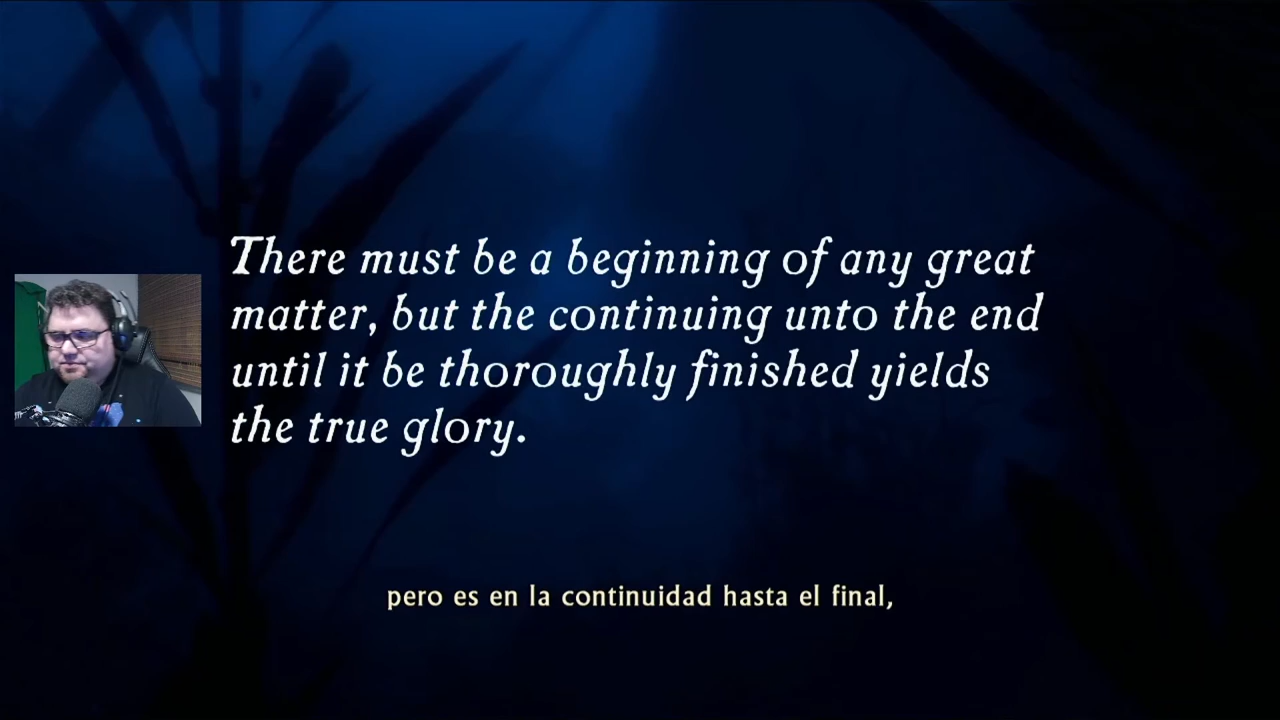 There must be a beginning of any great
matter, but the continuing unto the end
until it be thoroughly finished yields
the true glory.
pero es en la continuidad hasta el final,